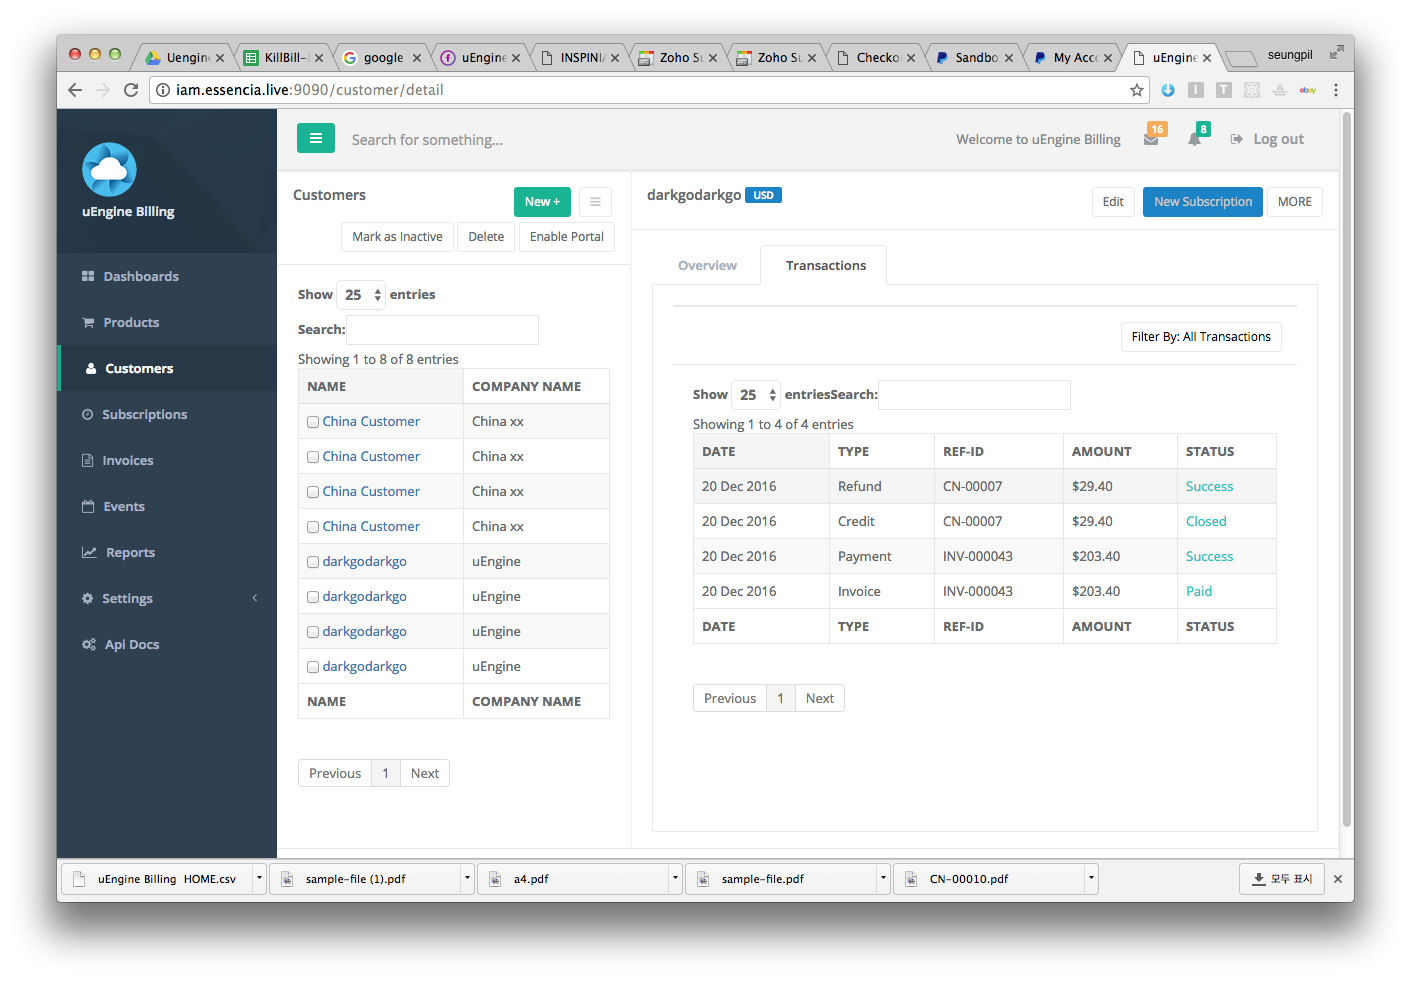 Uengine
KillBill-
google
uEngine
INSPINI
Zoho Su
Zoho Su
Checko
Sandbo
My Acc
uEngine
seungpil
iam.essencia.live:9090/customer/detail
I
T
ebay
uEngine Billing
Dashboards
Products
Customers
Subscriptions
Invoices
Events
Reports
Settings
Api Docs
Search for something...
Welcome to uEngine Billing
16
8
Log out
Customers
New +
Mark as Inactive
Delete
Enable Portal
Show 25 entries
Search:
Showing 1 to 8 of 8 entries
NAME COMPANY NAME
China Customer China xx
China Customer China xx
China Customer China xx
China Customer China xx
darkgodarkgo uEngine
darkgodarkgo uEngine
darkgodarkgo uEngine
darkgodarkgo uEngine
NAME COMPANY NAME
Previous 1 Next
darkgodarkgo USD
Edit
New Subscription
MORE
Overview
Transactions
Filter By: All Transactions
Show 25 entriesSearch:
Showing 1 to 4 of 4 entries
DATE TYPE REF-ID AMOUNT STATUS
20 Dec 2016 Refund CN-00007 $29.40 Success
20 Dec 2016 Credit CN-00007 $29.40 Closed
20 Dec 2016 Payment INV-000043 $203.40 Success
20 Dec 2016 Invoice INV-000043 $203.40 Paid
DATE TYPE REF-ID AMOUNT STATUS
Previous 1 Next
uEngine Billing HOME.csv
sample-file (1).pdf
a4.pdf
sample-file.pdf
CN-00010.pdf
모두 표시